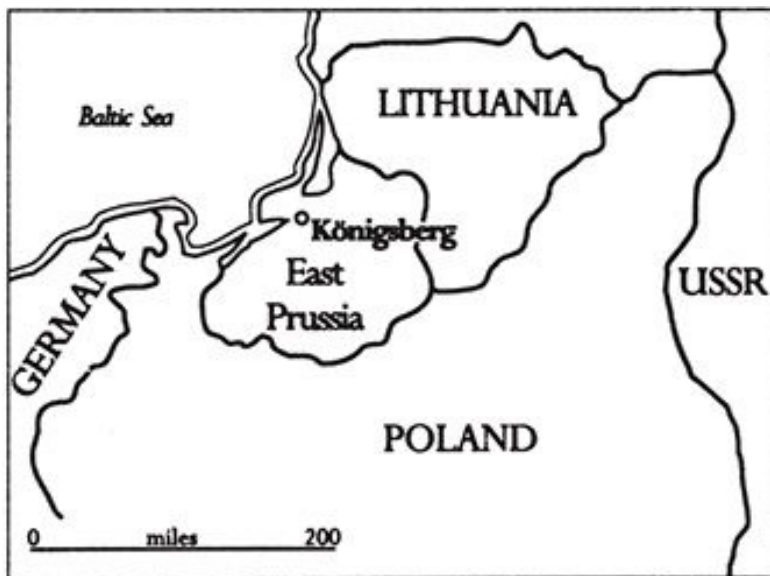 LITHUANIA
Baltic Sea
Königsberg
GERMANY
East
Prussia
USSR
POLAND
0 miles 200